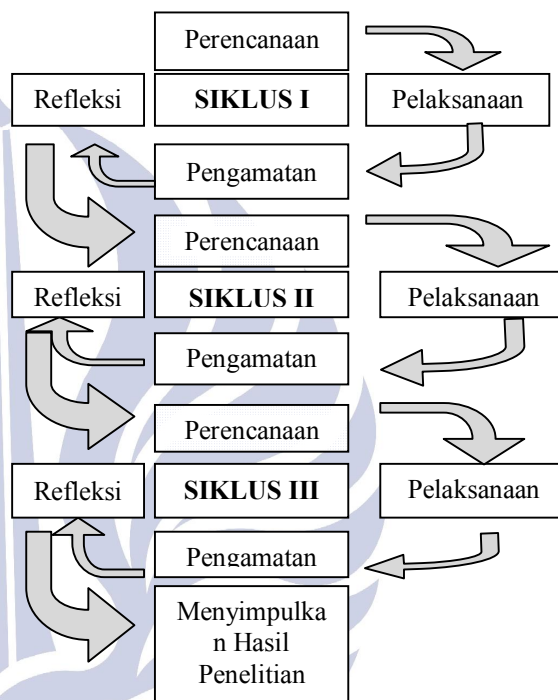 Perencanaan
Refleksi
SIKLUS I
Pelaksanaan
Pengamatan
Perencanaan
Refleksi
SIKLUS II
Pelaksanaan
Pengamatan
Perencanaan
Refleksi
SIKLUS III
Pelaksanaan
Pengamatan
Menyimpulka
n Hasil
Penelitian